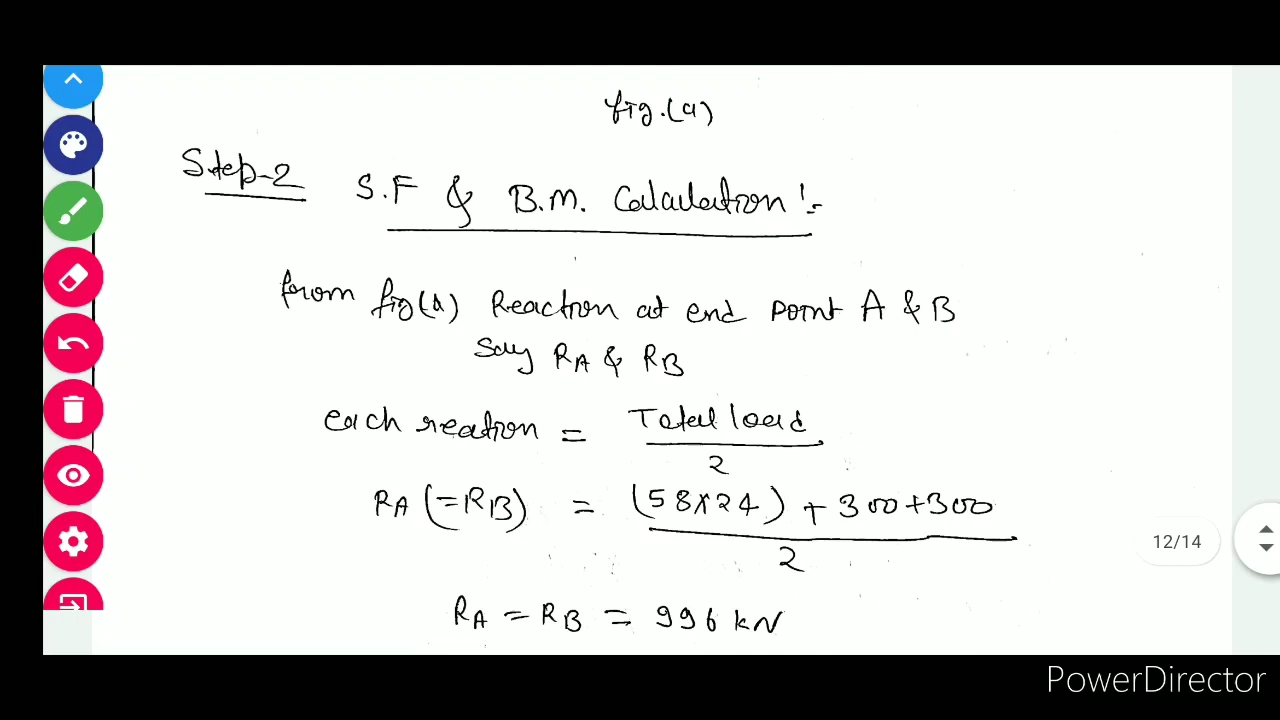 fig.(a)
Step-2 S.F & B.M. Calculation :-
from fig(a) Reaction at end point A & B
say RA & RB
each reation = Total load
2
RA (=RB) = (58x24) + 300+300
2
12/14
RA = RB = 996 kN
PowerDirector